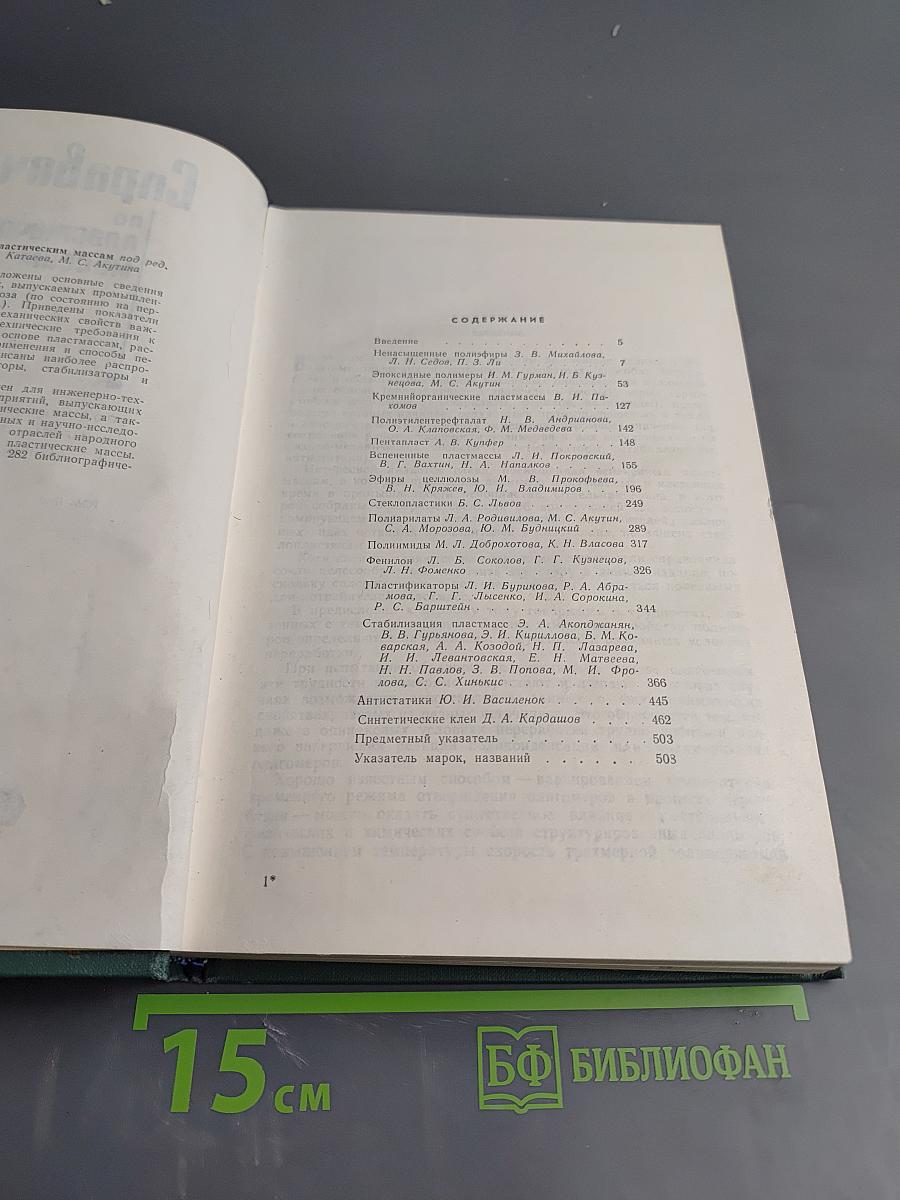 ластическим массам под ред.
Катаева, М. С. Акутина
ложены основные сведения
, выпускаемых промышлен-
оза (по состоянию на пер-
.). Приведены показатели
еханических свойств важ-
ехнические требования к
основе пластмассам, рас-
рименения и способы пе-
исаны наиболее распро-
торы, стабилизаторы и
ен для инженерно-тех-
приятий, выпускающих
ические массы, а так-
ных и научно-исследо-
отраслей народного
пластические массы.
282 библиографиче-
СОДЕРЖАНИЕ
Введение . . . . . . . . . . . . . 5
Ненасыщенные полиэфиры З. В. Михайлова,
Л. Н. Седов, П. З. Ли . . . . . . . . 7
Эпоксидные полимеры И. М. Гурман, Н. Б. Куз-
нецова, М. С. Акутин . . . . . . . . 53
Кремнийорганические пластмассы В. И. Па-
хомов . . . . . . . . . . . . . 127
Полиэтилентерефталат Н. В. Андрианова,
О. А. Клаповская, Ф. М. Медведева . . . 142
Пентапласт А. В. Купфер . . . . . . . . 148
Вспененные пластмассы Л. И. Покровский,
В. Г. Вахтин, Н. А. Напалков . . . . . 155
Эфиры целлюлозы М. В. Прокофьева,
В. Н. Кряжев, Ю. И. Владимиров . . . 196
Стеклопластики Б. С. Львов . . . . . . . 249
Полиарилаты Л. А. Родивилова, М. С. Акутин,
С. А. Морозова, Ю. М. Будницкий . . . 289
Полиимиды М. Л. Доброхотова, К. Н. Власова 317
Фенилон Л. Б. Соколов, Г. Г. Кузнецов,
Л. Н. Фоменко . . . . . . . . . . . 326
Пластификаторы Л. И. Буринова, Р. А. Абра-
мова, Г. Г. Лысенко, И. А. Сорокина,
Р. С. Барштейн . . . . . . . . . . . 344
Стабилизация пластмасс Э. А. Акопджанян,
В. В. Гурьянова, Э. И. Кириллова, Б. М. Ко-
варская, А. А. Козодой, Н. П. Лазарева,
И. И. Левантовская, Е. Н. Матвеева,
Н. Н. Павлов, З. В. Попова, М. И. Фро-
лова, С. С. Хинькис . . . . . . . . . 366
Антистатики Ю. И. Василенок . . . . . . 445
Синтетические клеи Д. А. Кардашов . . . . 462
Предметный указатель . . . . . . . . . 503
Указатель марок, названий . . . . . . . 508
1*
15 см
БФ БИБЛИОФАН